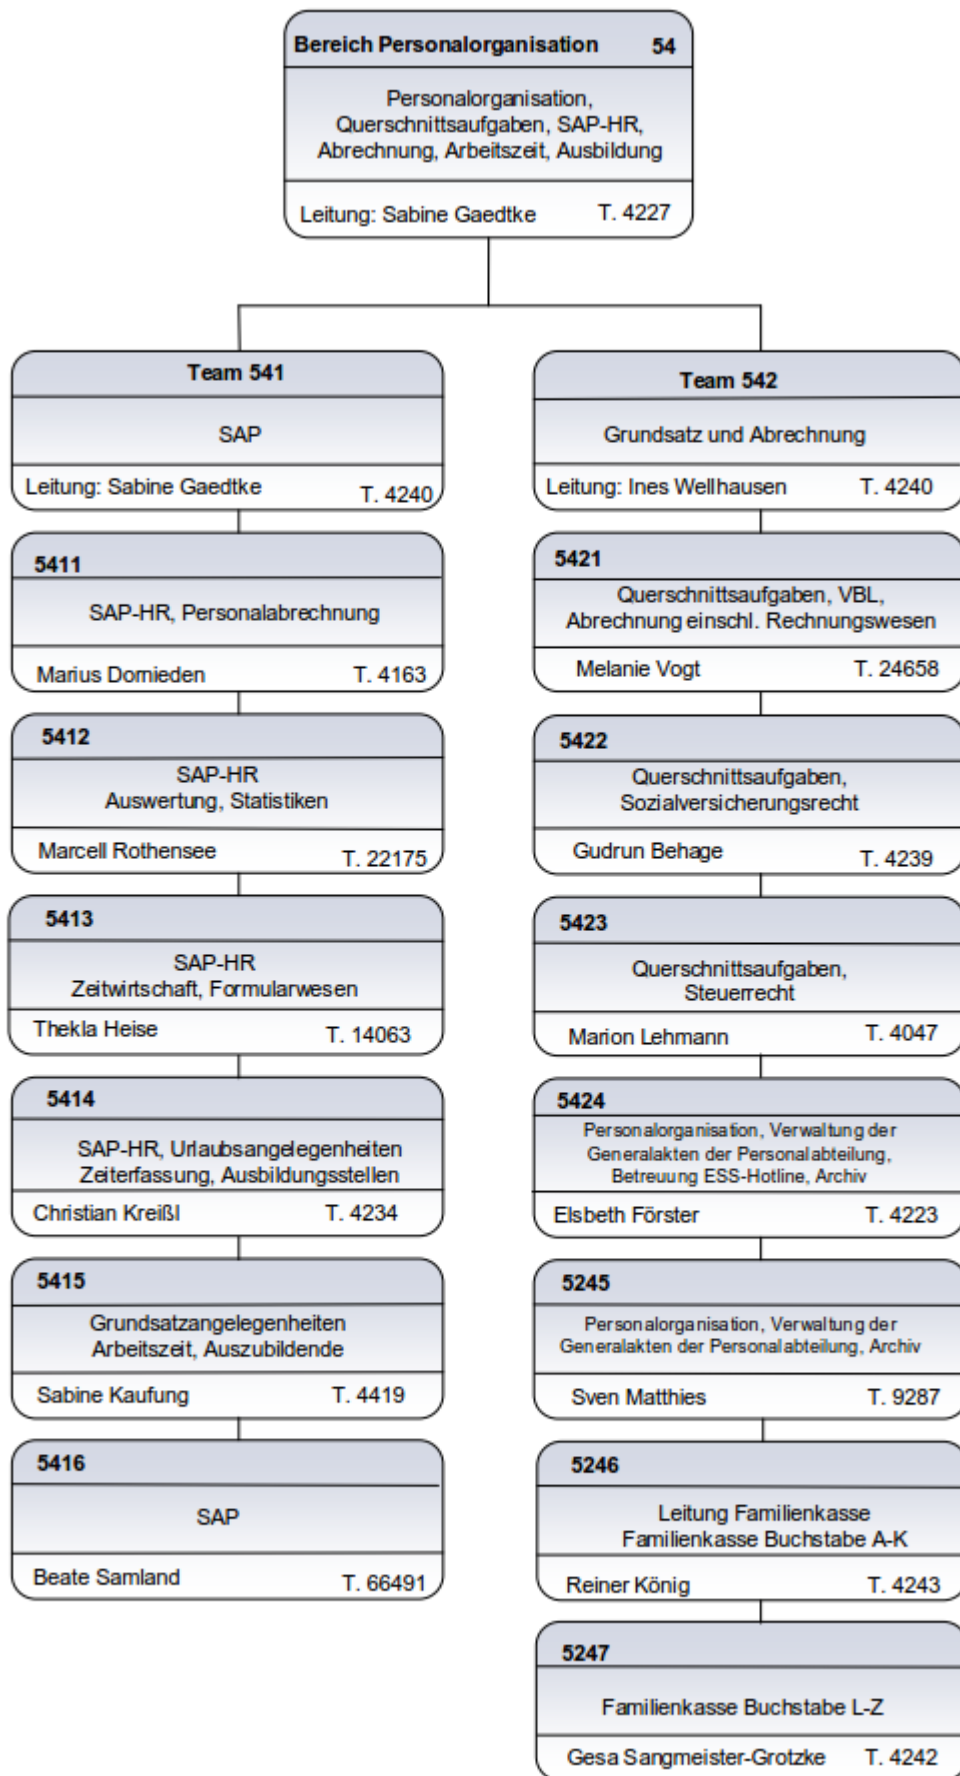 Bereich Personalorganisation 54
Personalorganisation,
Querschnittsaufgaben, SAP-HR,
Abrechnung, Arbeitszeit, Ausbildung
Leitung: Sabine Gaedtke T. 4227
Team 541
SAP
Leitung: Sabine Gaedtke T. 4240
5411
SAP-HR, Personalabrechnung
Marius Dornieden T. 4163
5412
SAP-HR
Auswertung, Statistiken
Marcell Rothensee T. 22175
5413
SAP-HR
Zeitwirtschaft, Formularwesen
Thekla Heise T. 14063
5414
SAP-HR, Urlaubsangelegenheiten
Zeiterfassung, Ausbildungsstellen
Christian Kreißl T. 4234
5415
Grundsatzangelegenheiten
Arbeitszeit, Auszubildende
Sabine Kaufung T. 4419
5416
SAP
Beate Samland T. 66491
Team 542
Grundsatz und Abrechnung
Leitung: Ines Wellhausen T. 4240
5421
Querschnittsaufgaben, VBL,
Abrechnung einschl. Rechnungswesen
Melanie Vogt T. 24658
5422
Querschnittsaufgaben,
Sozialversicherungsrecht
Gudrun Behage T. 4239
5423
Querschnittsaufgaben,
Steuerrecht
Marion Lehmann T. 4047
5424
Personalorganisation, Verwaltung der
Generalakten der Personalabteilung,
Betreuung ESS-Hotline, Archiv
Elsbeth Förster T. 4223
5245
Personalorganisation, Verwaltung der
Generalakten der Personalabteilung, Archiv
Sven Matthies T. 9287
5246
Leitung Familienkasse
Familienkasse Buchstabe A-K
Reiner König T. 4243
5247
Familienkasse Buchstabe L-Z
Gesa Sangmeister-Grotzke T. 4242